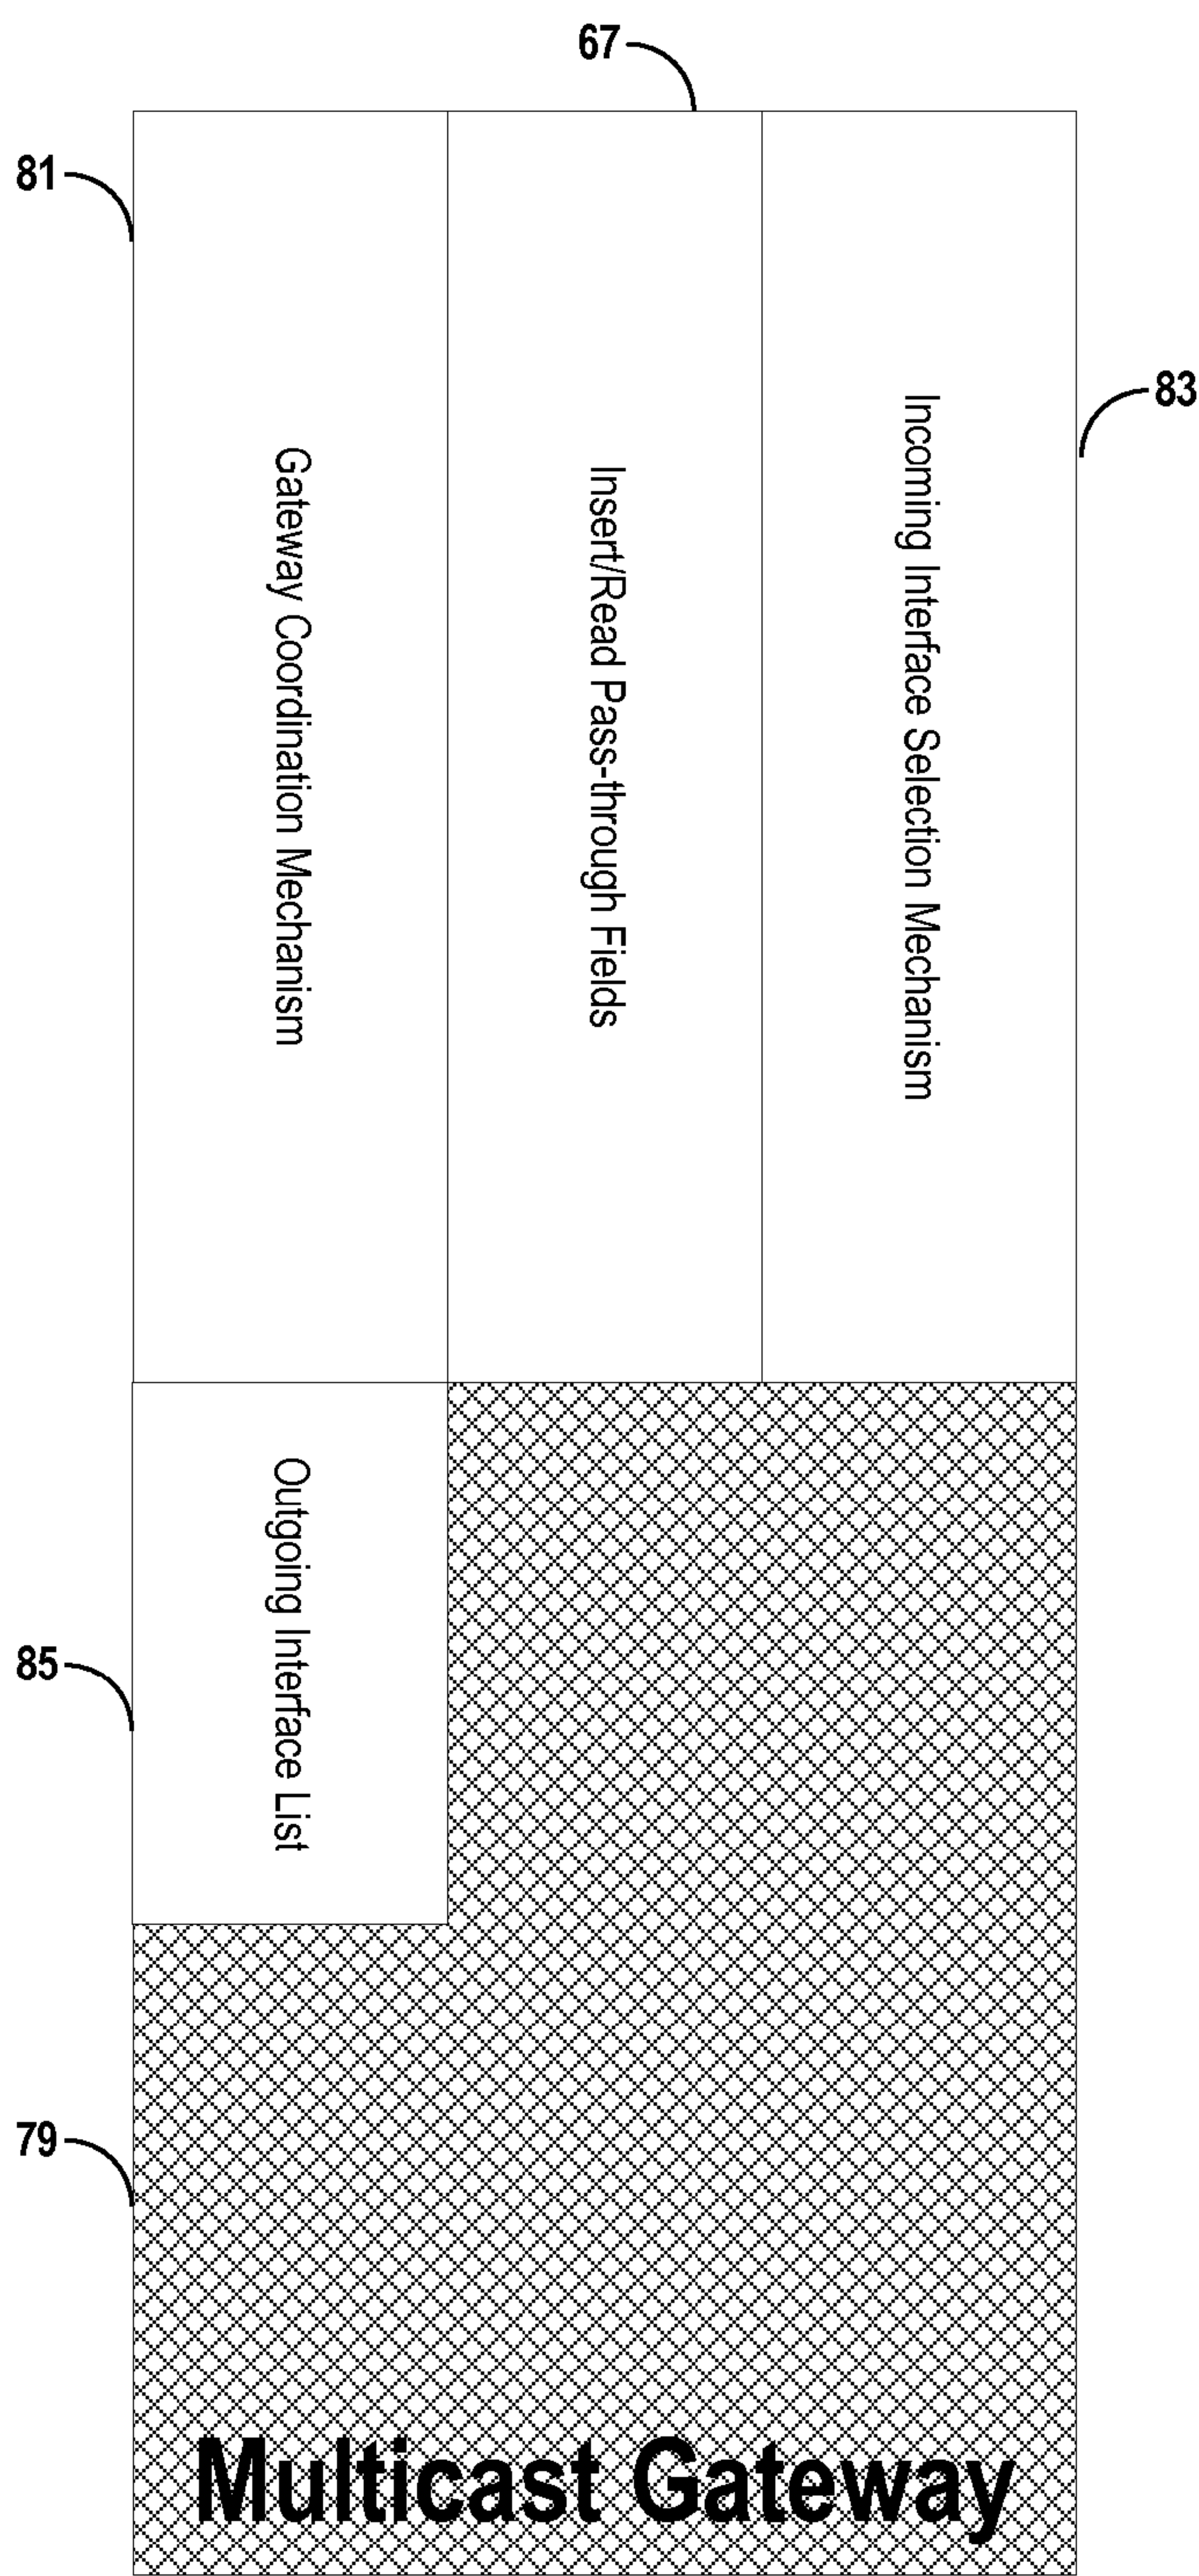 67
81
83
Gateway Coordination Mechanism
Insert/Read Pass-through Fields
Incoming Interface Selection Mechanism
Outgoing Interface List
85
79
Multicast Gateway